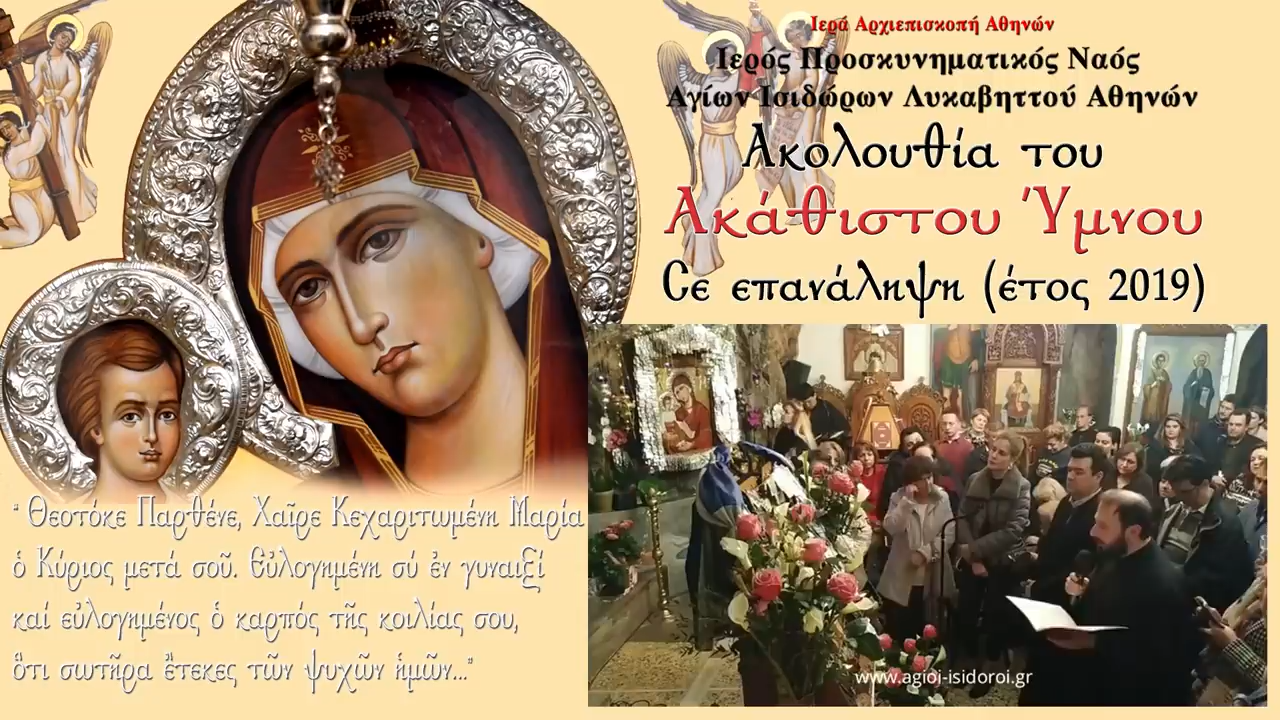 Ιερά Αρχιεπισκοπή Αθηνών
Ιερός Προσκυνηματικός Ναός
Αγίων Ισιδώρων Λυκαβηττού Αθηνών
Ακολουθία του
Ακάθιστου Ύμνου
Σε επανάληψη (έτος 2019)
" Θεοτόκε Παρθένε, Χαῖρε Κεχαριτωμένη Μαρία
ὁ Κύριος μετά σοῦ. Εὐλογημένη σύ ἐν γυναιξί
καί εὐλογημένος ὁ καρπός τῆς κοιλίας σου,
ὅτι σωτῆρα ἔτεκες τῶν ψυχῶν ἡμῶν..."
www.agioi-isidoroi.gr